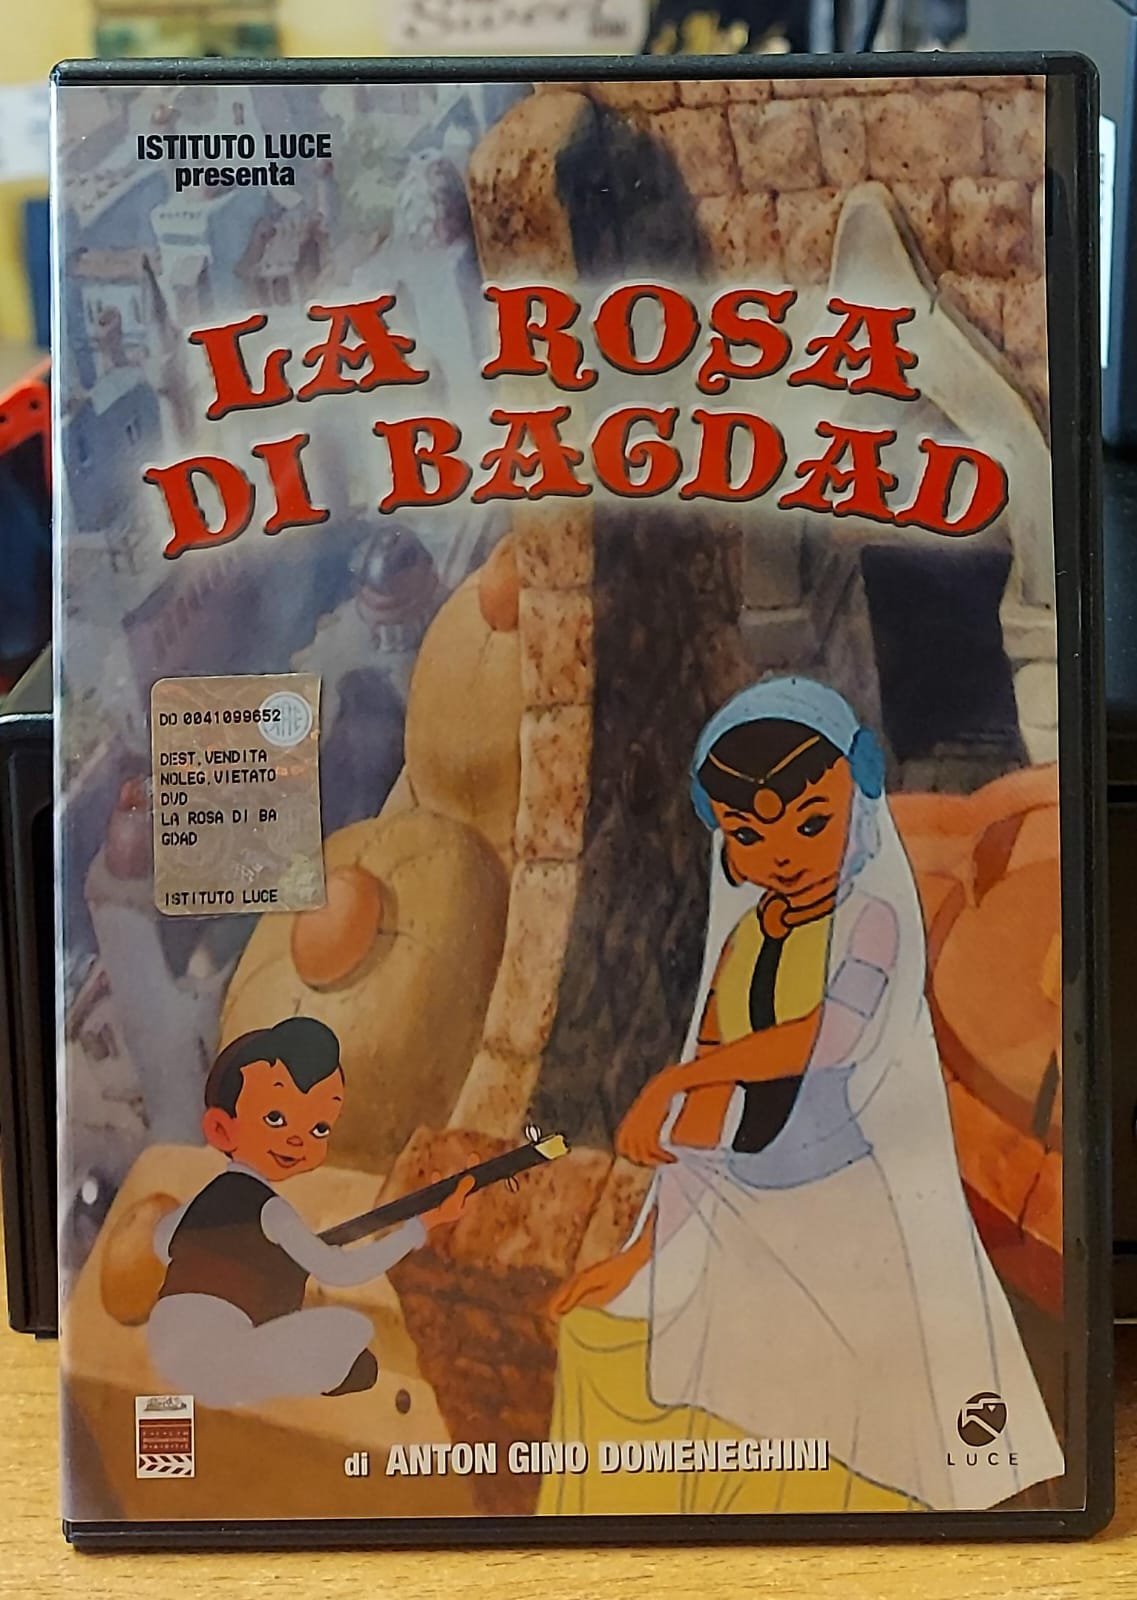 ISTITUTO LUCE
presenta
LA ROSA
DI BAGDAD
DD 0041099652
DEST.VENDITA
NOLEG.VIETATO
DVD
LA ROSA DI BA
GDAD
ISTITUTO LUCE
di ANTON GINO DOMENEGHINI
LUCE